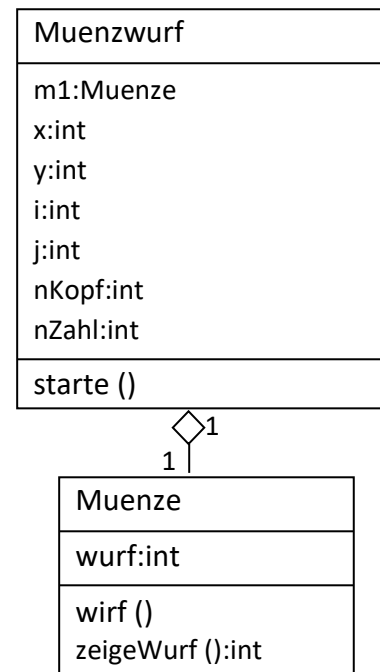 Muenzwurf
m1:Muenze
x:int
y:int
i:int
j:int
nKopf:int
nZahl:int
starte ()
1
1
Muenze
wurf:int
wirf ()
zeigeWurf ():int